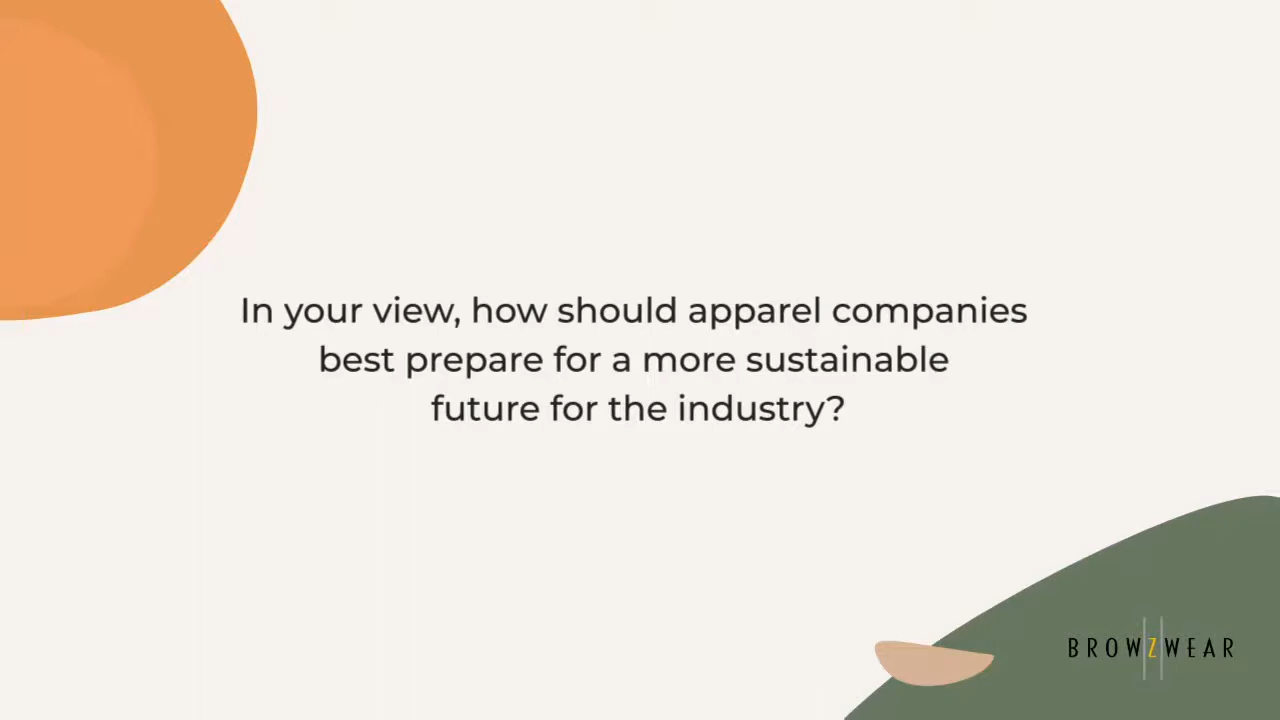 In your view, how should apparel companies
best prepare for a more sustainable
future for the industry?
BROWZWEAR